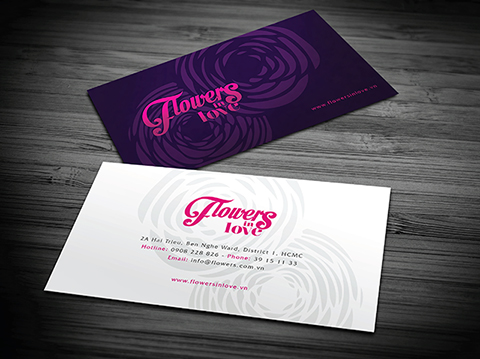 Flowers
in
love
www.flowersinlove.vn
Flowers
in
love
2A Hai Trieu, Ben Nghe Ward, District 1, HCMC
Hotline: 0908 228 826 - Phone: 39 15 11 33
Email: info@flowers.com.vn
www.flowersinlove.vn